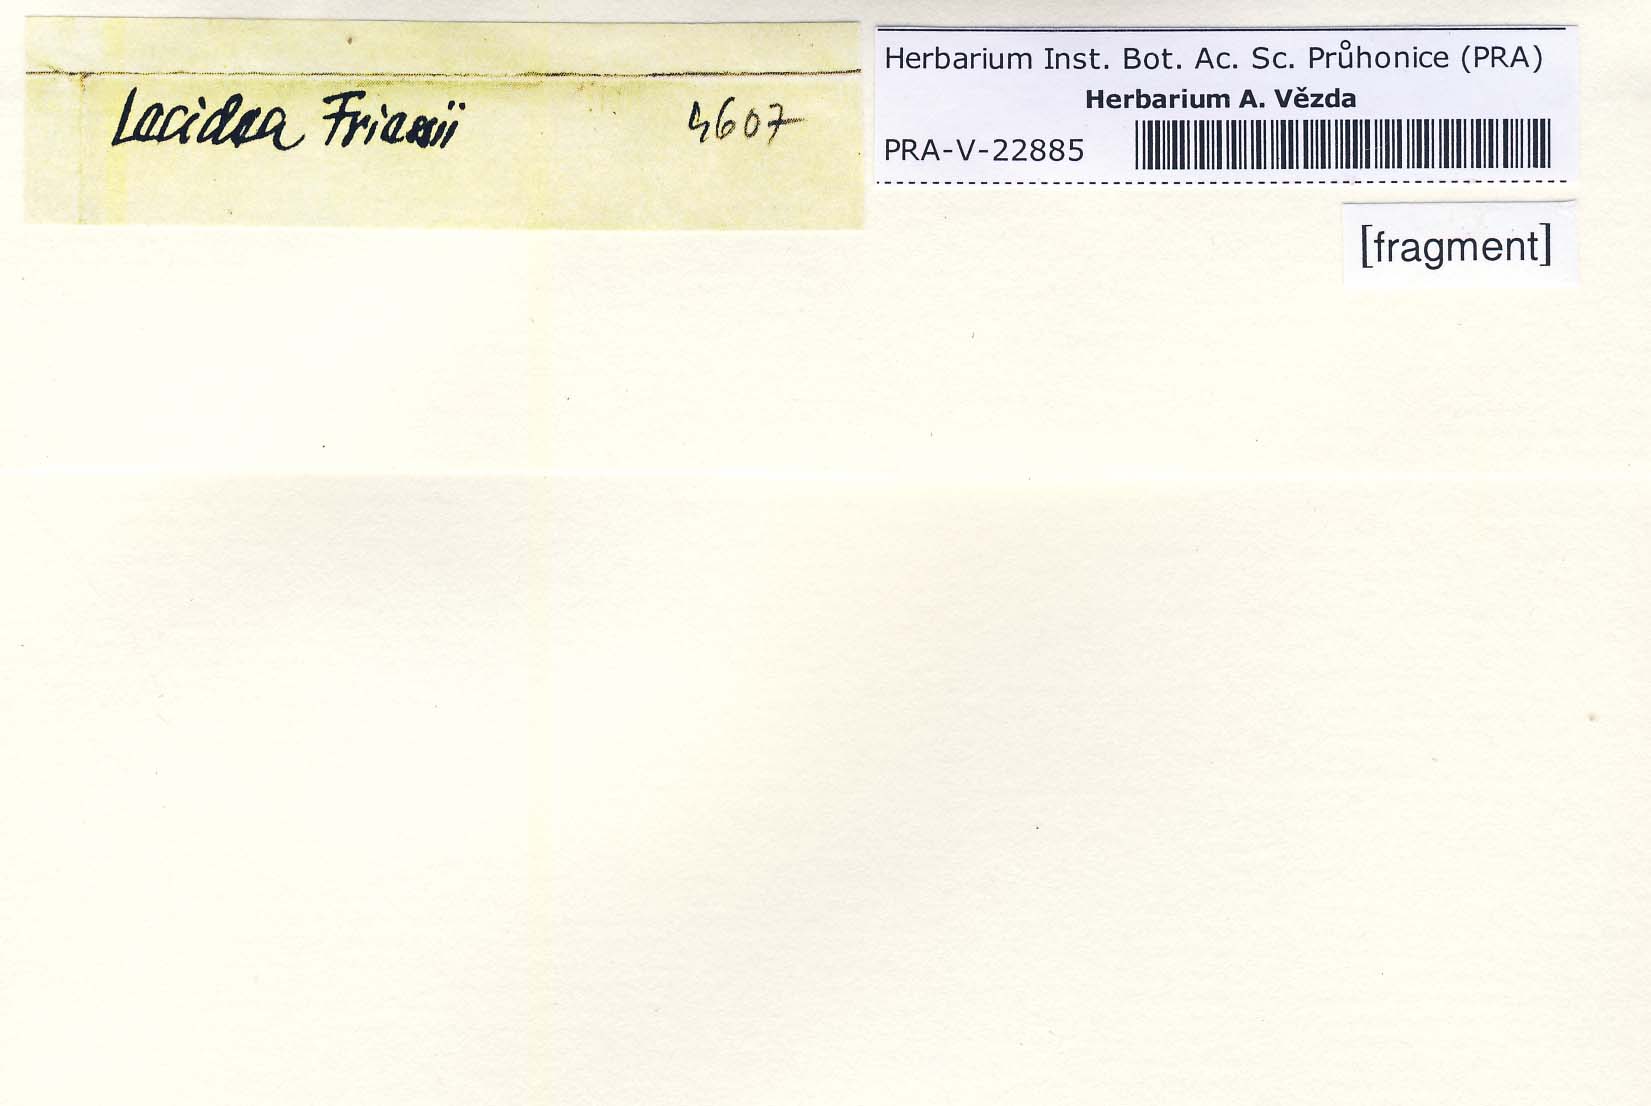 Lecidea Friesii 4607
Herbarium Inst. Bot. Ac. Sc. Průhonice (PRA)
Herbarium A. Vězda
PRA-V-22885
[fragment]